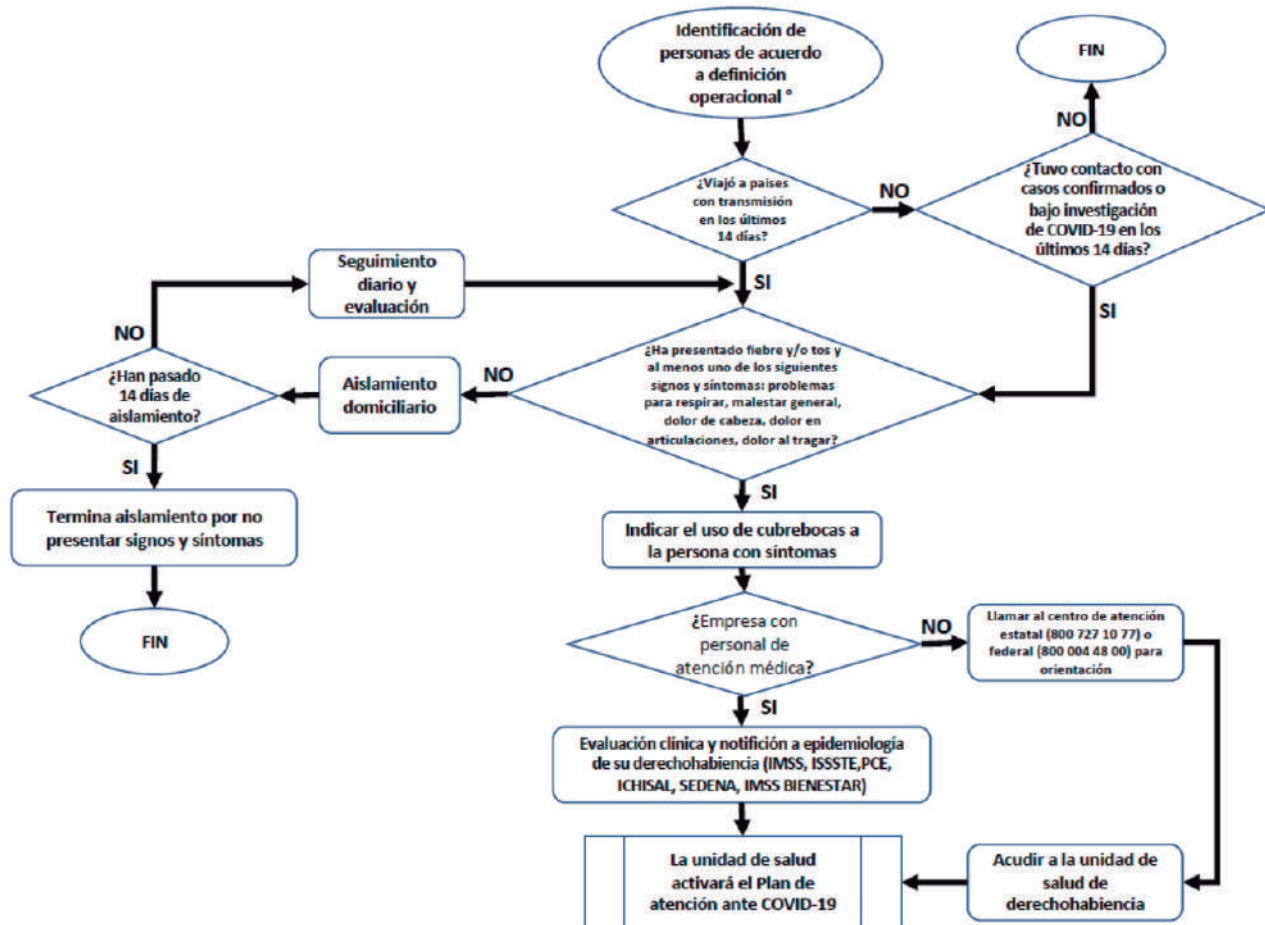 Identificación de
personas de acuerdo
a definición
operacional °
FIN
NO
¿Viajó a paises
con transmisión
en los últimos
14 días?
NO
¿Tuvo contacto con
casos confirmados o
bajo investigación
de COVID-19 en los
últimos 14 días?
SI
SI
Seguimiento
diario y
evaluación
NO
¿Han pasado
14 días de
aislamiento?
Aislamiento
domiciliario
NO
¿Ha presentado fiebre y/o tos y
al menos uno de los siguientes
signos y síntomas: problemas
para respirar, malestar general,
dolor de cabeza, dolor en
articulaciones, dolor al tragar?
SI
SI
Termina aislamiento por no
presentar signos y síntomas
FIN
Indicar el uso de cubrebocas a
la persona con síntomas
¿Empresa con
personal de
atención médica?
NO
Llamar al centro de atención
estatal (800 727 10 77) o
federal (800 004 48 00) para
orientación
SI
Evaluación clínica y notifición a epidemiología
de su derechohabiencia (IMSS, ISSSTE,PCE,
ICHISAL, SEDENA, IMSS BIENESTAR)
La unidad de salud
activará el Plan de
atención ante COVID-19
Acudir a la unidad de
salud de
derechohabiencia